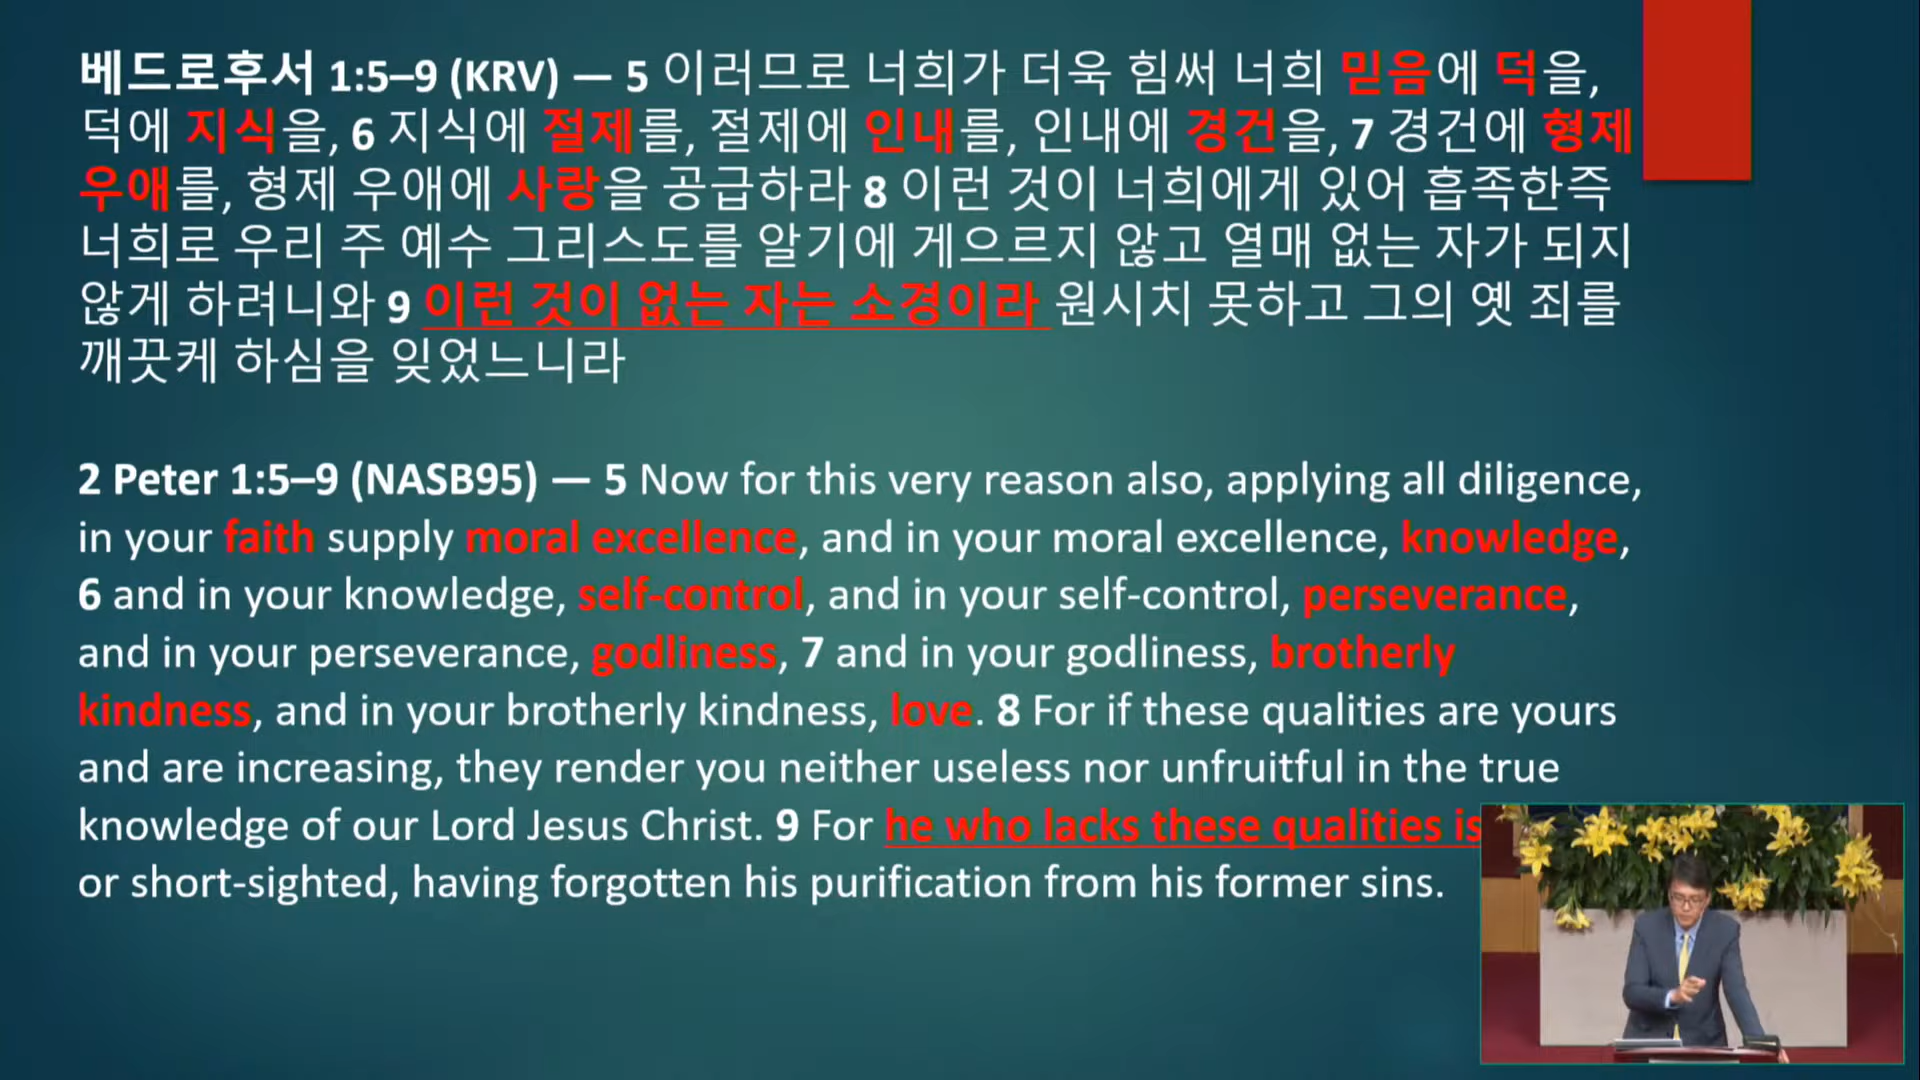 베드로후서 1:5–9 (KRV) — 5 이러므로 너희가 더욱 힘써 너희 믿음에 덕을,
덕에 지식을, 6 지식에 절제를, 절제에 인내를, 인내에 경건을, 7 경건에 형제
우애를, 형제 우애에 사랑을 공급하라 8 이런 것이 너희에게 있어 흡족한즉
너희로 우리 주 예수 그리스도를 알기에 게으르지 않고 열매 없는 자가 되지
않게 하려니와 9 이런 것이 없는 자는 소경이라 원시치 못하고 그의 옛 죄를
깨끗케 하심을 잊었느니라
2 Peter 1:5–9 (NASB95) — 5 Now for this very reason also, applying all diligence,
in your faith supply moral excellence, and in your moral excellence, knowledge,
6 and in your knowledge, self-control, and in your self-control, perseverance,
and in your perseverance, godliness, 7 and in your godliness, brotherly
kindness, and in your brotherly kindness, love. 8 For if these qualities are yours
and are increasing, they render you neither useless nor unfruitful in the true
knowledge of our Lord Jesus Christ. 9 For he who lacks these qualities is
or short-sighted, having forgotten his purification from his former sins.